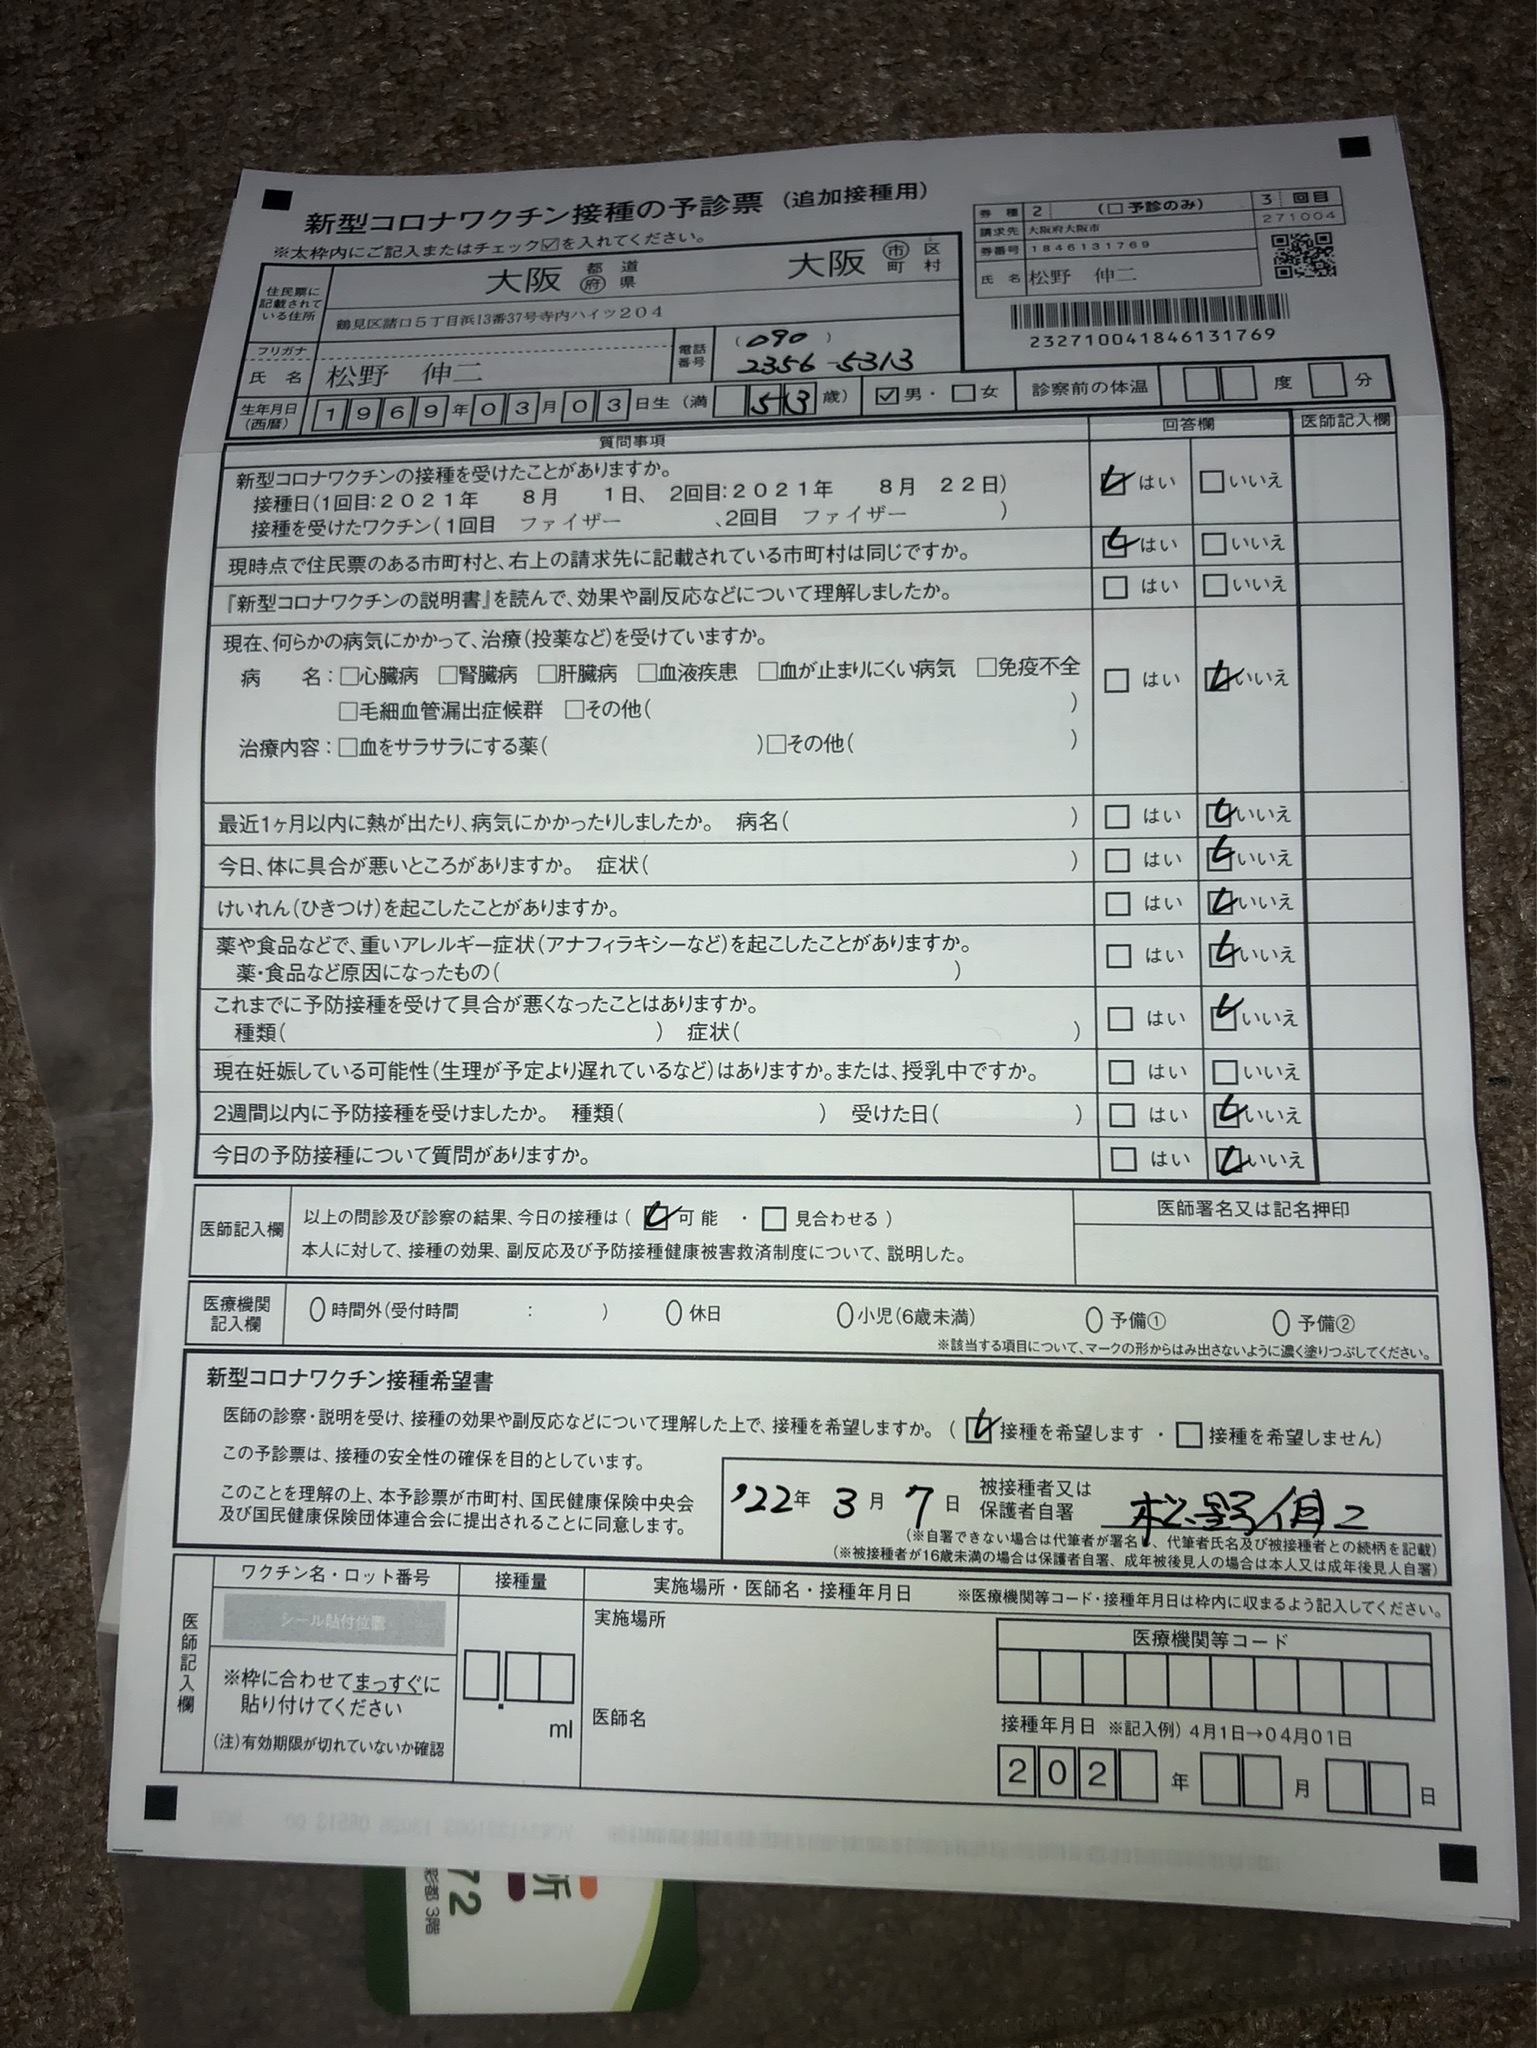 新型コロナワクチン接種の予診票（追加接種用）
※太枠内にご記入またはチェック☑を入れてください。
券種 2 （□予診のみ） 3 回目
請求先 大阪府大阪市 271004
券番号 1846131769
氏名 松野 伸二
232710041846131769
住民票に記載されている住所
大阪 都道府県 大阪 市区町村
鶴見区諸口5丁目浜13番37号寺内ハイツ204
フリガナ
氏名 松野 伸二
電話番号 (090) 2356-5313
生年月日(西暦) 1969年03月03日生(満 53歳) ☑男・□女 診察前の体温 度 分
質問事項 回答欄 医師記入欄
新型コロナワクチンの接種を受けたことがありますか。
接種日(1回目:2021年 8月 1日、 2回目:2021年 8月 22日)
接種を受けたワクチン(1回目 ファイザー 、2回目 ファイザー )
☑はい □いいえ
現時点で住民票のある市町村と、右上の請求先に記載されている市町村は同じですか。 ☑はい □いいえ
『新型コロナワクチンの説明書』を読んで、効果や副反応などについて理解しましたか。 □はい □いいえ
現在、何らかの病気にかかって、治療(投薬など)を受けていますか。
病名:□心臓病 □腎臓病 □肝臓病 □血液疾患 □血が止まりにくい病気 □免疫不全
□毛細血管漏出症候群 □その他( )
治療内容:□血をサラサラにする薬( )□その他( )
□はい ☑いいえ
最近1ヶ月以内に熱が出たり、病気にかかったりしましたか。 病名( ) □はい ☑いいえ
今日、体に具合が悪いところがありますか。 症状( ) □はい ☑いいえ
けいれん(ひきつけ)を起こしたことがありますか。 □はい ☑いいえ
薬や食品などで、重いアレルギー症状(アナフィラキシーなど)を起こしたことがありますか。
薬・食品など原因になったもの( ) □はい ☑いいえ
これまでに予防接種を受けて具合が悪くなったことはありますか。
種類( ) 症状( ) □はい ☑いいえ
現在妊娠している可能性(生理が予定より遅れているなど)はありますか。または、授乳中ですか。 □はい □いいえ
2週間以内に予防接種を受けましたか。 種類( ) 受けた日( ) □はい ☑いいえ
今日の予防接種について質問がありますか。 □はい ☑いいえ
医師記入欄
以上の問診及び診察の結果、今日の接種は( ☑可能 ・ □見合わせる )
本人に対して、接種の効果、副反応及び予防接種健康被害救済制度について、説明した。
医師署名又は記名押印
医療機関記入欄
時間外(受付時間 : ) 休日 小児(6歳未満) 予備① 予備②
※該当する項目について、マークの形からはみ出さないように濃く塗りつぶしてください。
新型コロナワクチン接種希望書
医師の診察・説明を受け、接種の効果や副反応などについて理解した上で、接種を希望しますか。( ☑接種を希望します ・ □接種を希望しません)
この予診票は、接種の安全性の確保を目的としています。
このことを理解の上、本予診票が市町村、国民健康保険中央会
及び国民健康保険団体連合会に提出されることに同意します。
'22年 3月 7日 被接種者又は保護者自署 松野伸二
(※自署できない場合は代筆者が署名し、代筆者氏名及び被接種者との続柄を記載)
(※被接種者が16歳未満の場合は保護者自署、成年被後見人の場合は本人又は成年後見人自署)
医師記入欄
ワクチン名・ロット番号 接種量 実施場所・医師名・接種年月日 ※医療機関等コード・接種年月日は枠内に収まるよう記入してください。
シール貼付位置
※枠に合わせてまっすぐに
貼り付けてください
(注)有効期限が切れていないか確認
ml
実施場所
医師名
医療機関等コード
接種年月日 ※記入例) 4月1日→04月01日
202 年 月 日
所
72
3階